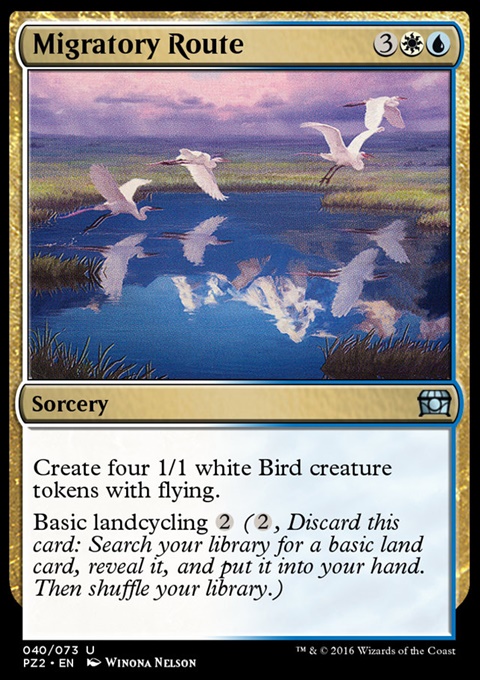 Migratory Route 3
Sorcery
Create four 1/1 white Bird creature
tokens with flying.
Basic landcycling 2 (2, Discard this
card: Search your library for a basic land
card, reveal it, and put it into your hand.
Then shuffle your library.)
040/073 U
PZ2 • EN Winona Nelson
™ & © 2016 Wizards of the Coast